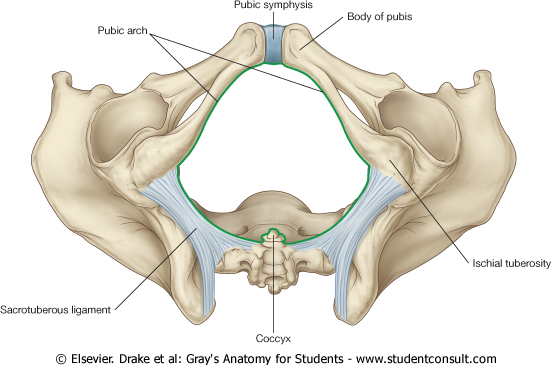 Pubic symphysis
Pubic arch
Body of pubis
Ischial tuberosity
Sacrotuberous ligament
Coccyx
© Elsevier. Drake et al: Gray's Anatomy for Students - www.studentconsult.com